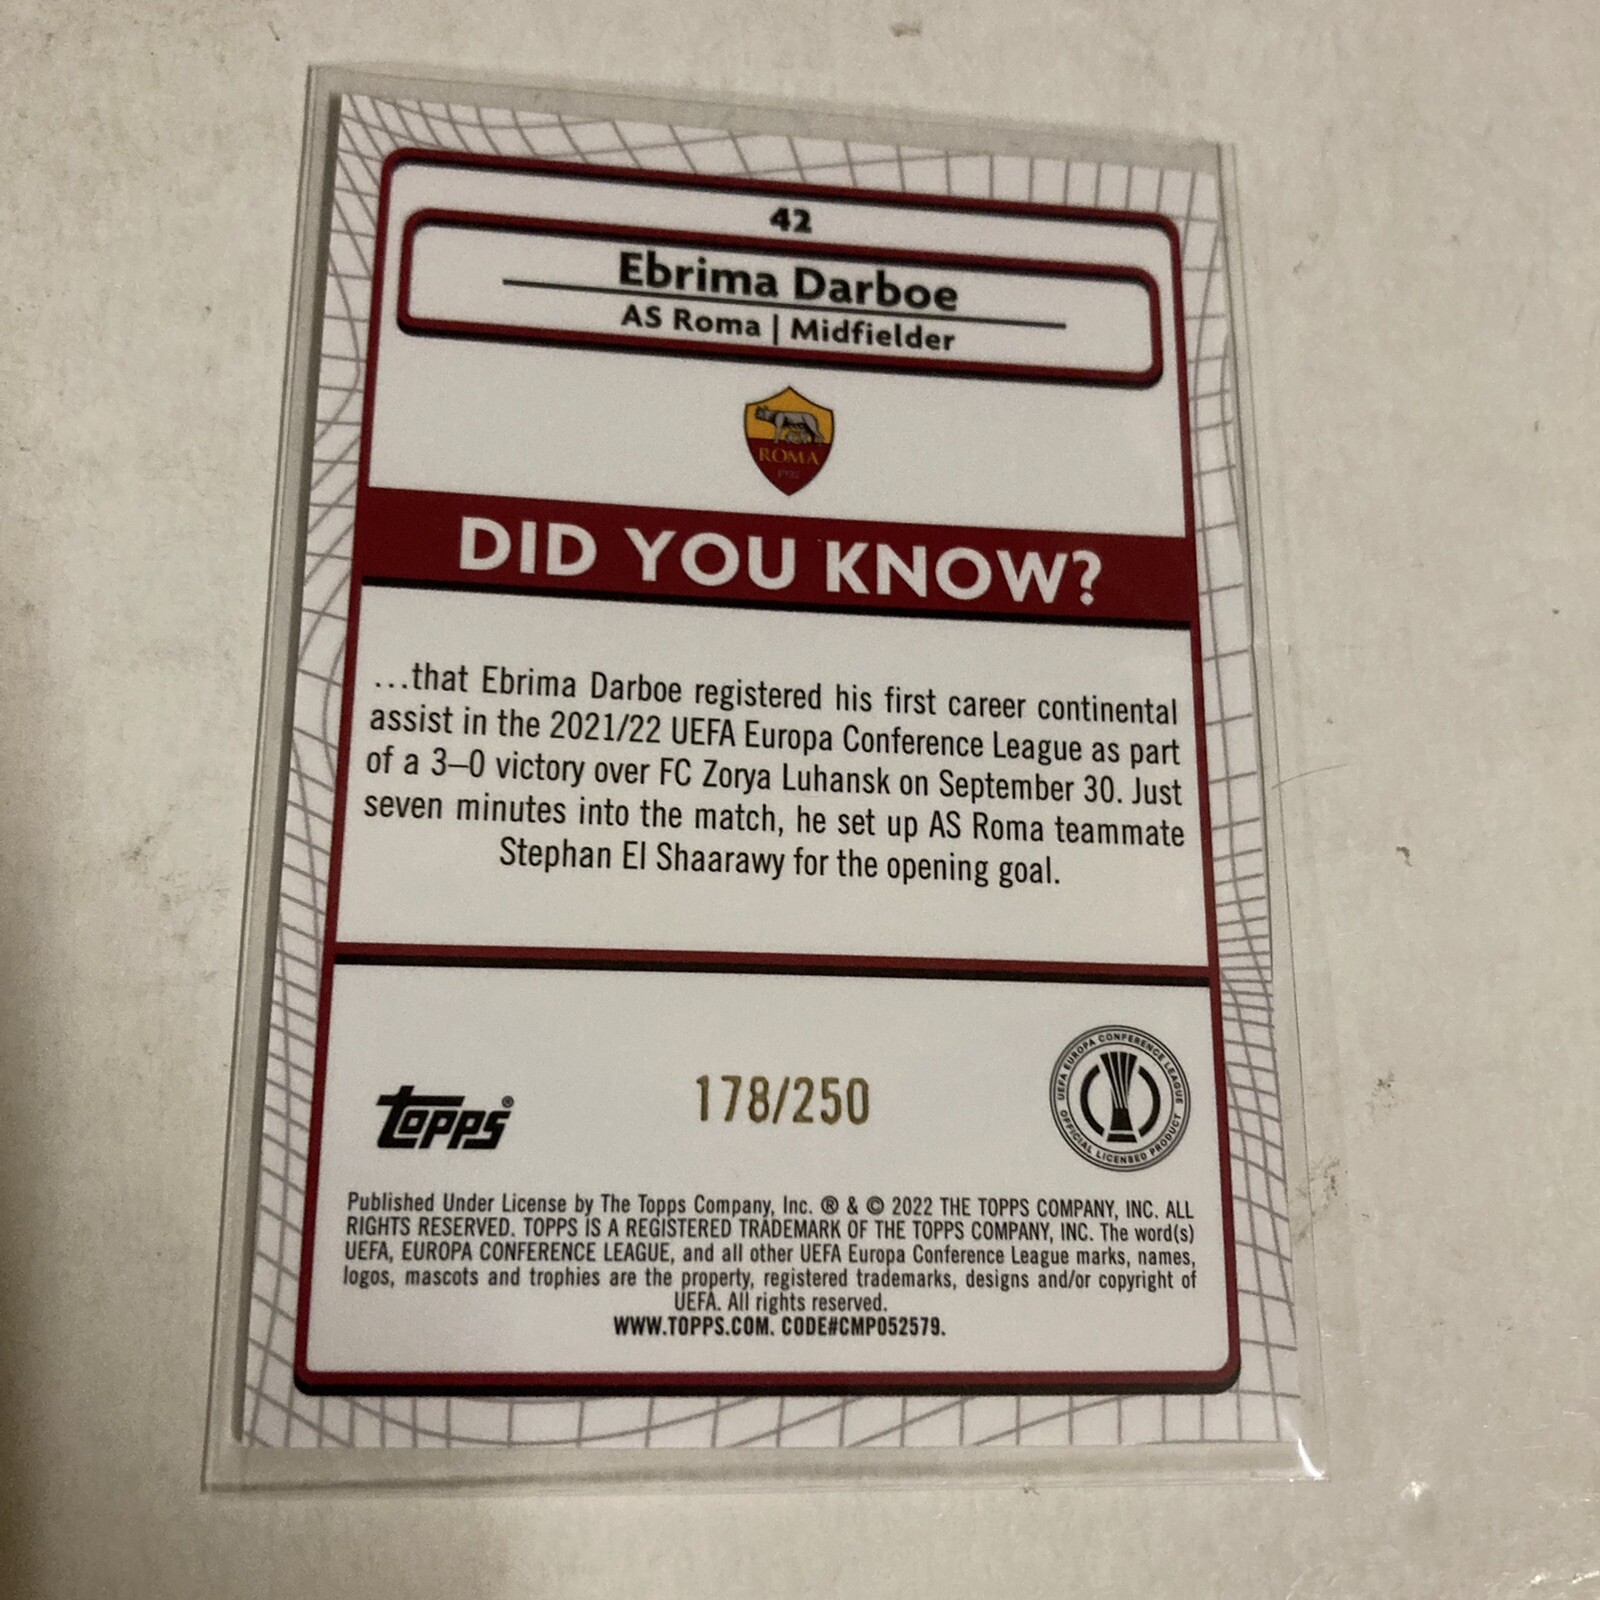 42
Ebrima Darboe
AS Roma | Midfielder
ROMA
DID YOU KNOW?
...that Ebrima Darboe registered his first career continental
assist in the 2021/22 UEFA Europa Conference League as part
of a 3–0 victory over FC Zorya Luhansk on September 30. Just
seven minutes into the match, he set up AS Roma teammate
Stephan El Shaarawy for the opening goal.
topps®
178/250
UEFA EUROPA CONFERENCE LEAGUE
OFFICIAL LICENSED PRODUCT
Published Under License by The Topps Company, Inc. ® & © 2022 THE TOPPS COMPANY, INC. ALL
RIGHTS RESERVED. TOPPS IS A REGISTERED TRADEMARK OF THE TOPPS COMPANY, INC. The word(s)
UEFA, EUROPA CONFERENCE LEAGUE, and all other UEFA Europa Conference League marks, names,
logos, mascots and trophies are the property, registered trademarks, designs and/or copyright of
UEFA. All rights reserved.
WWW.TOPPS.COM. CODE#CMP052579.